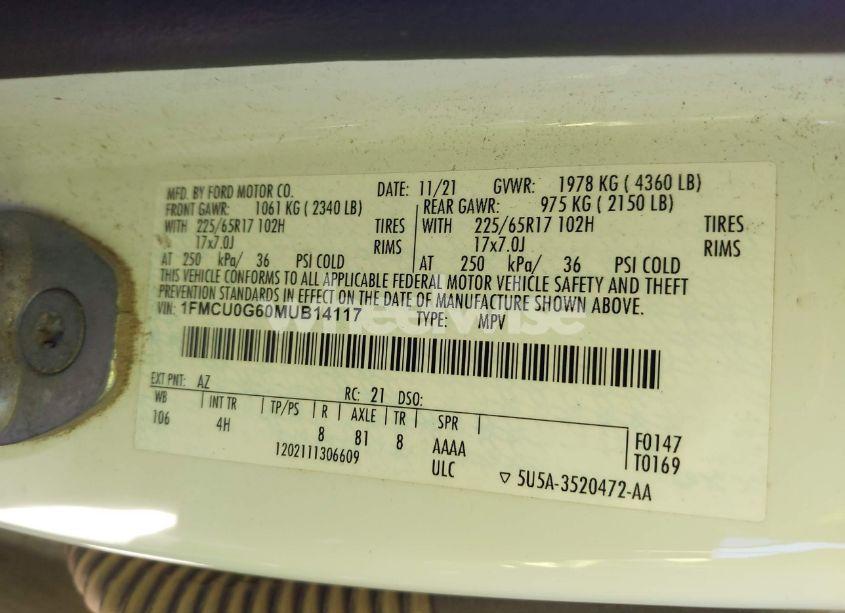 MFD. BY FORD MOTOR CO. DATE: 11/21 GVWR: 1978 KG ( 4360 LB)
FRONT GAWR: 1061 KG ( 2340 LB) REAR GAWR: 975 KG ( 2150 LB)
WITH 225/65R17 102H TIRES WITH 225/65R17 102H TIRES
17x7.0J RIMS 17x7.0J RIMS
AT 250 kPa/ 36 PSI COLD AT 250 kPa/ 36 PSI COLD
THIS VEHICLE CONFORMS TO ALL APPLICABLE FEDERAL MOTOR VEHICLE SAFETY AND THEFT
PREVENTION STANDARDS IN EFFECT ON THE DATE OF MANUFACTURE SHOWN ABOVE.
VIN: 1FMCU0G60MUB14117 TYPE: MPV
wheelwise
EXT PNT: AZ RC: 21 DSO:
WB INT TR TP/PS R AXLE TR SPR
106 4H 8 81 8 AAAA F0147
1202111306609 ULC T0169
▽ 5U5A-3520472-AA